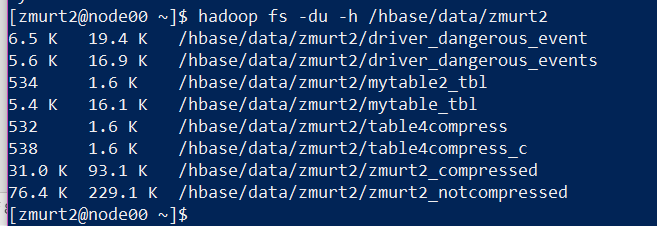 [zmurt2@node00 ~]$ hadoop fs -du -h /hbase/data/zmurt2
6.5 K  19.4 K  /hbase/data/zmurt2/driver_dangerous_event
5.6 K  16.9 K  /hbase/data/zmurt2/driver_dangerous_events
534  1.6 K  /hbase/data/zmurt2/mytable2_tbl
5.4 K  16.1 K  /hbase/data/zmurt2/mytable_tbl
532  1.6 K  /hbase/data/zmurt2/table4compress
538  1.6 K  /hbase/data/zmurt2/table4compress_c
31.0 K  93.1 K  /hbase/data/zmurt2/zmurt2_compressed
76.4 K  229.1 K  /hbase/data/zmurt2/zmurt2_notcompressed
[zmurt2@node00 ~]$